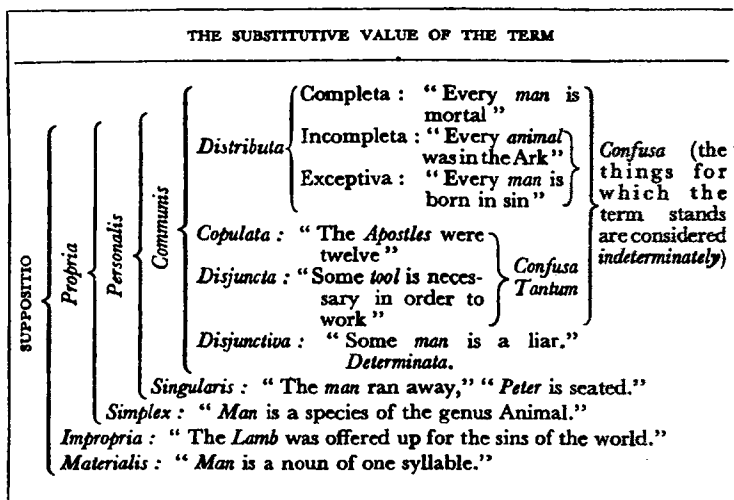 THE SUBSTITUTIVE VALUE OF THE TERM
SUPPOSITIO
Propria
Personalis
Communis
Distributa
Completa : “ Every man is
mortal ”
Incompleta : “ Every animal
was in the Ark ”
Exceptiva : “ Every man is
born in sin ”
Copulata : “ The Apostles were
twelve ”
Disjuncta : “ Some tool is neces-
sary in order to
work ”
Confusa
Tantum
Confusa (the
things for
which the
term stands
are considered
indeterminately)
Disjunctiva : “ Some man is a liar.”
Determinata.
Singularis : “ The man ran away,” “ Peter is seated.”
Simplex : “ Man is a species of the genus Animal.”
Impropria : “ The Lamb was offered up for the sins of the world.”
Materialis : “ Man is a noun of one syllable.”